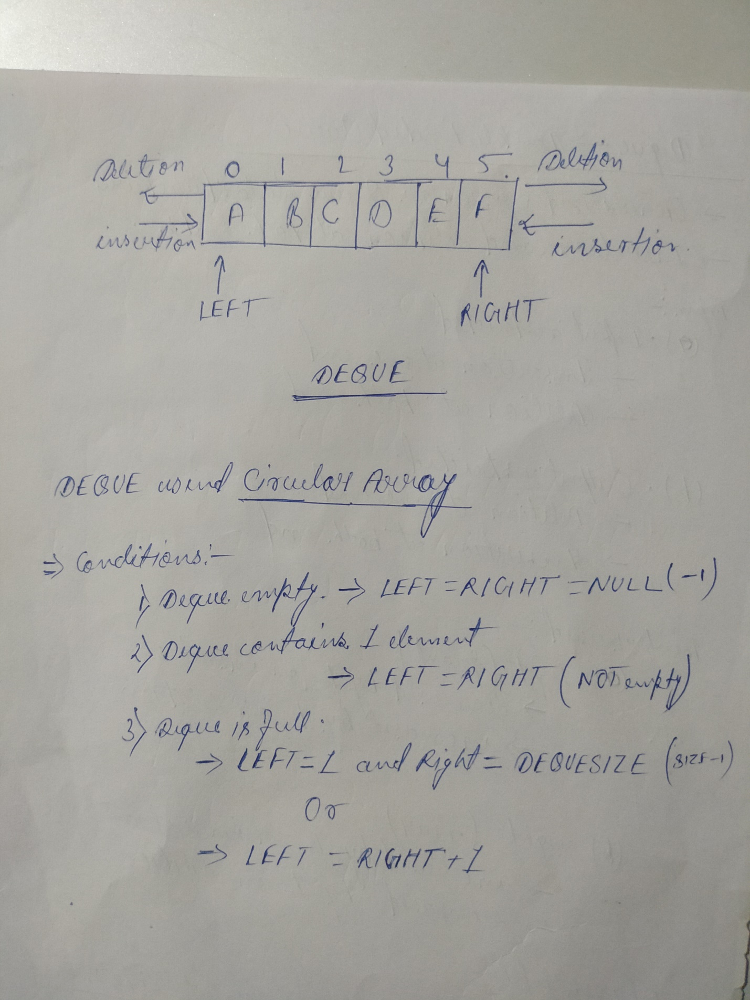 Deletion 0 1 2 3 4 5 Deletion
A B C D E F
insertion insertion.
LEFT RIGHT
DEQUE
DEQUE used Circular Array
⇒ Conditions:-
1) Deque empty. → LEFT = RIGHT = NULL (-1)
2) Deque contains 1 element
→ LEFT = RIGHT (NOT empty)
3) Deque is full.
→ LEFT = 1 and Right = DEQUESIZE (SIZE-1)
Or
→ LEFT = RIGHT + 1